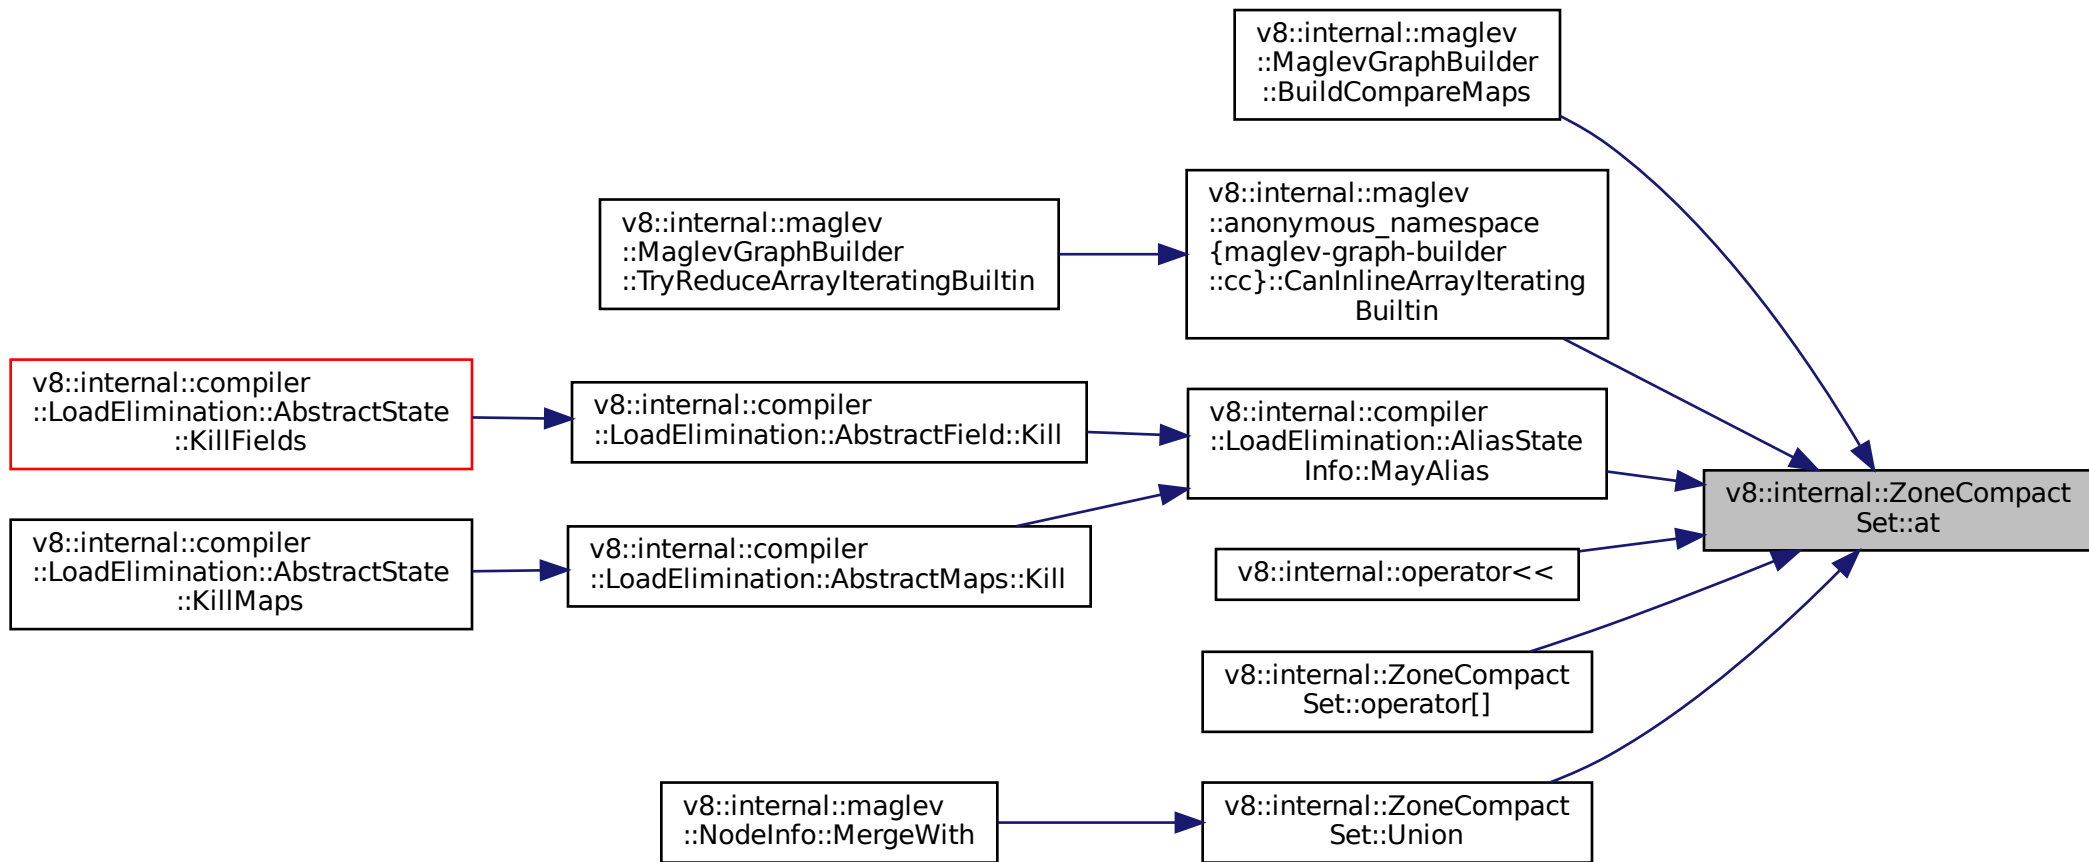 v8::internal::maglev
::MaglevGraphBuilder
::BuildCompareMaps
v8::internal::maglev
::anonymous_namespace
{maglev-graph-builder
::cc}::CanInlineArrayIterating
Builtin
v8::internal::maglev
::MaglevGraphBuilder
::TryReduceArrayIteratingBuiltin
v8::internal::compiler
::LoadElimination::AbstractState
::KillFields
v8::internal::compiler
::LoadElimination::AbstractField::Kill
v8::internal::compiler
::LoadElimination::AliasState
Info::MayAlias
v8::internal::ZoneCompact
Set::at
v8::internal::compiler
::LoadElimination::AbstractState
::KillMaps
v8::internal::compiler
::LoadElimination::AbstractMaps::Kill
v8::internal::operator<<
v8::internal::ZoneCompact
Set::operator[]
v8::internal::maglev
::NodeInfo::MergeWith
v8::internal::ZoneCompact
Set::Union